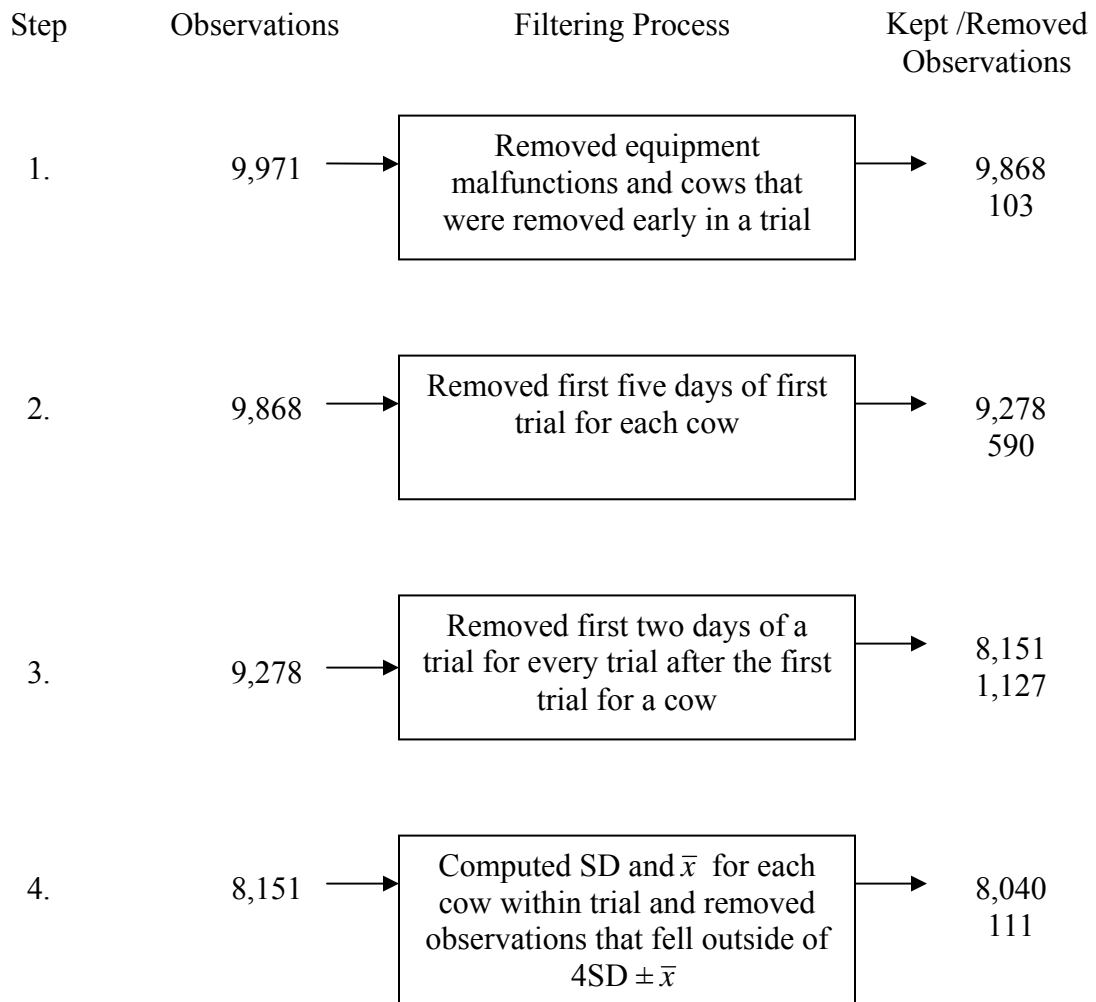 Step Observations Filtering Process Kept /Removed
Observations
Removed equipment
1. 9,971 malfunctions and cows that 9,868
were removed early in a trial 103
Removed first five days of first
2. 9,868 trial for each cow 9,278
590
Removed first two days of a
trial for every trial after the first 8,151
3. 9,278 trial for a cow 1,127
Computed SD and x̅ for each
4. 8,151 cow within trial and removed 8,040
observations that fell outside of 111
4SD ± x̅